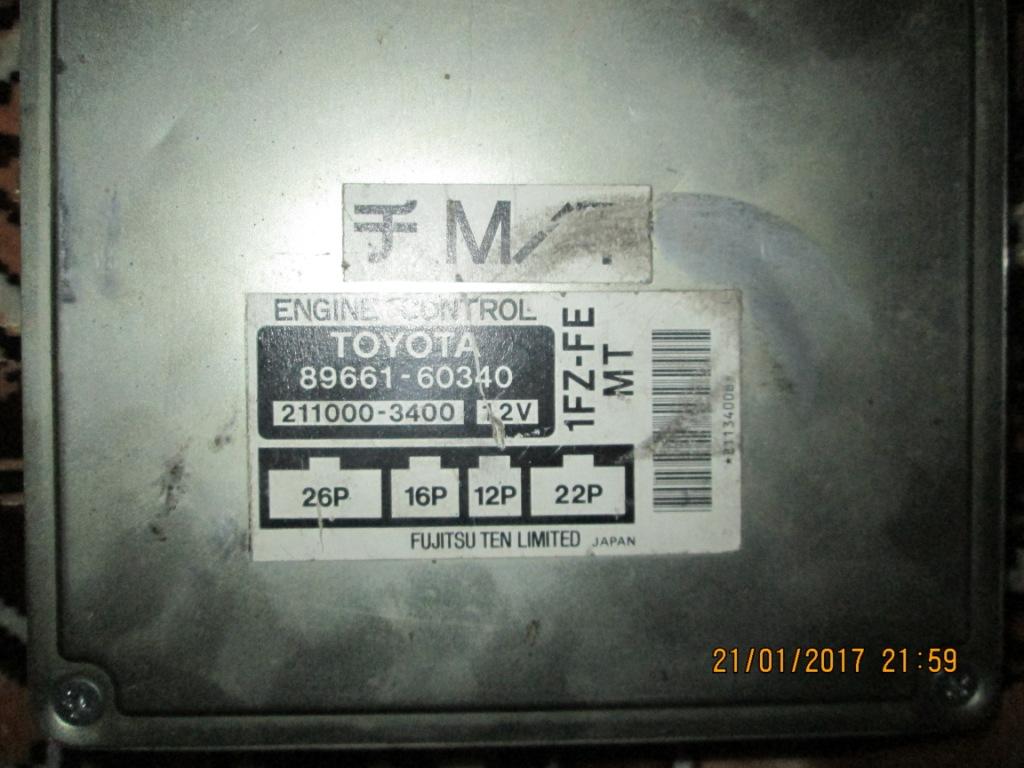 M
ENGINE CONTROL
TOYOTA
89661-60340
211000-3400 12V
1FZ-FE
MT
26P 16P 12P 22P
FUJITSU TEN LIMITED JAPAN
21/01/2017 21:59